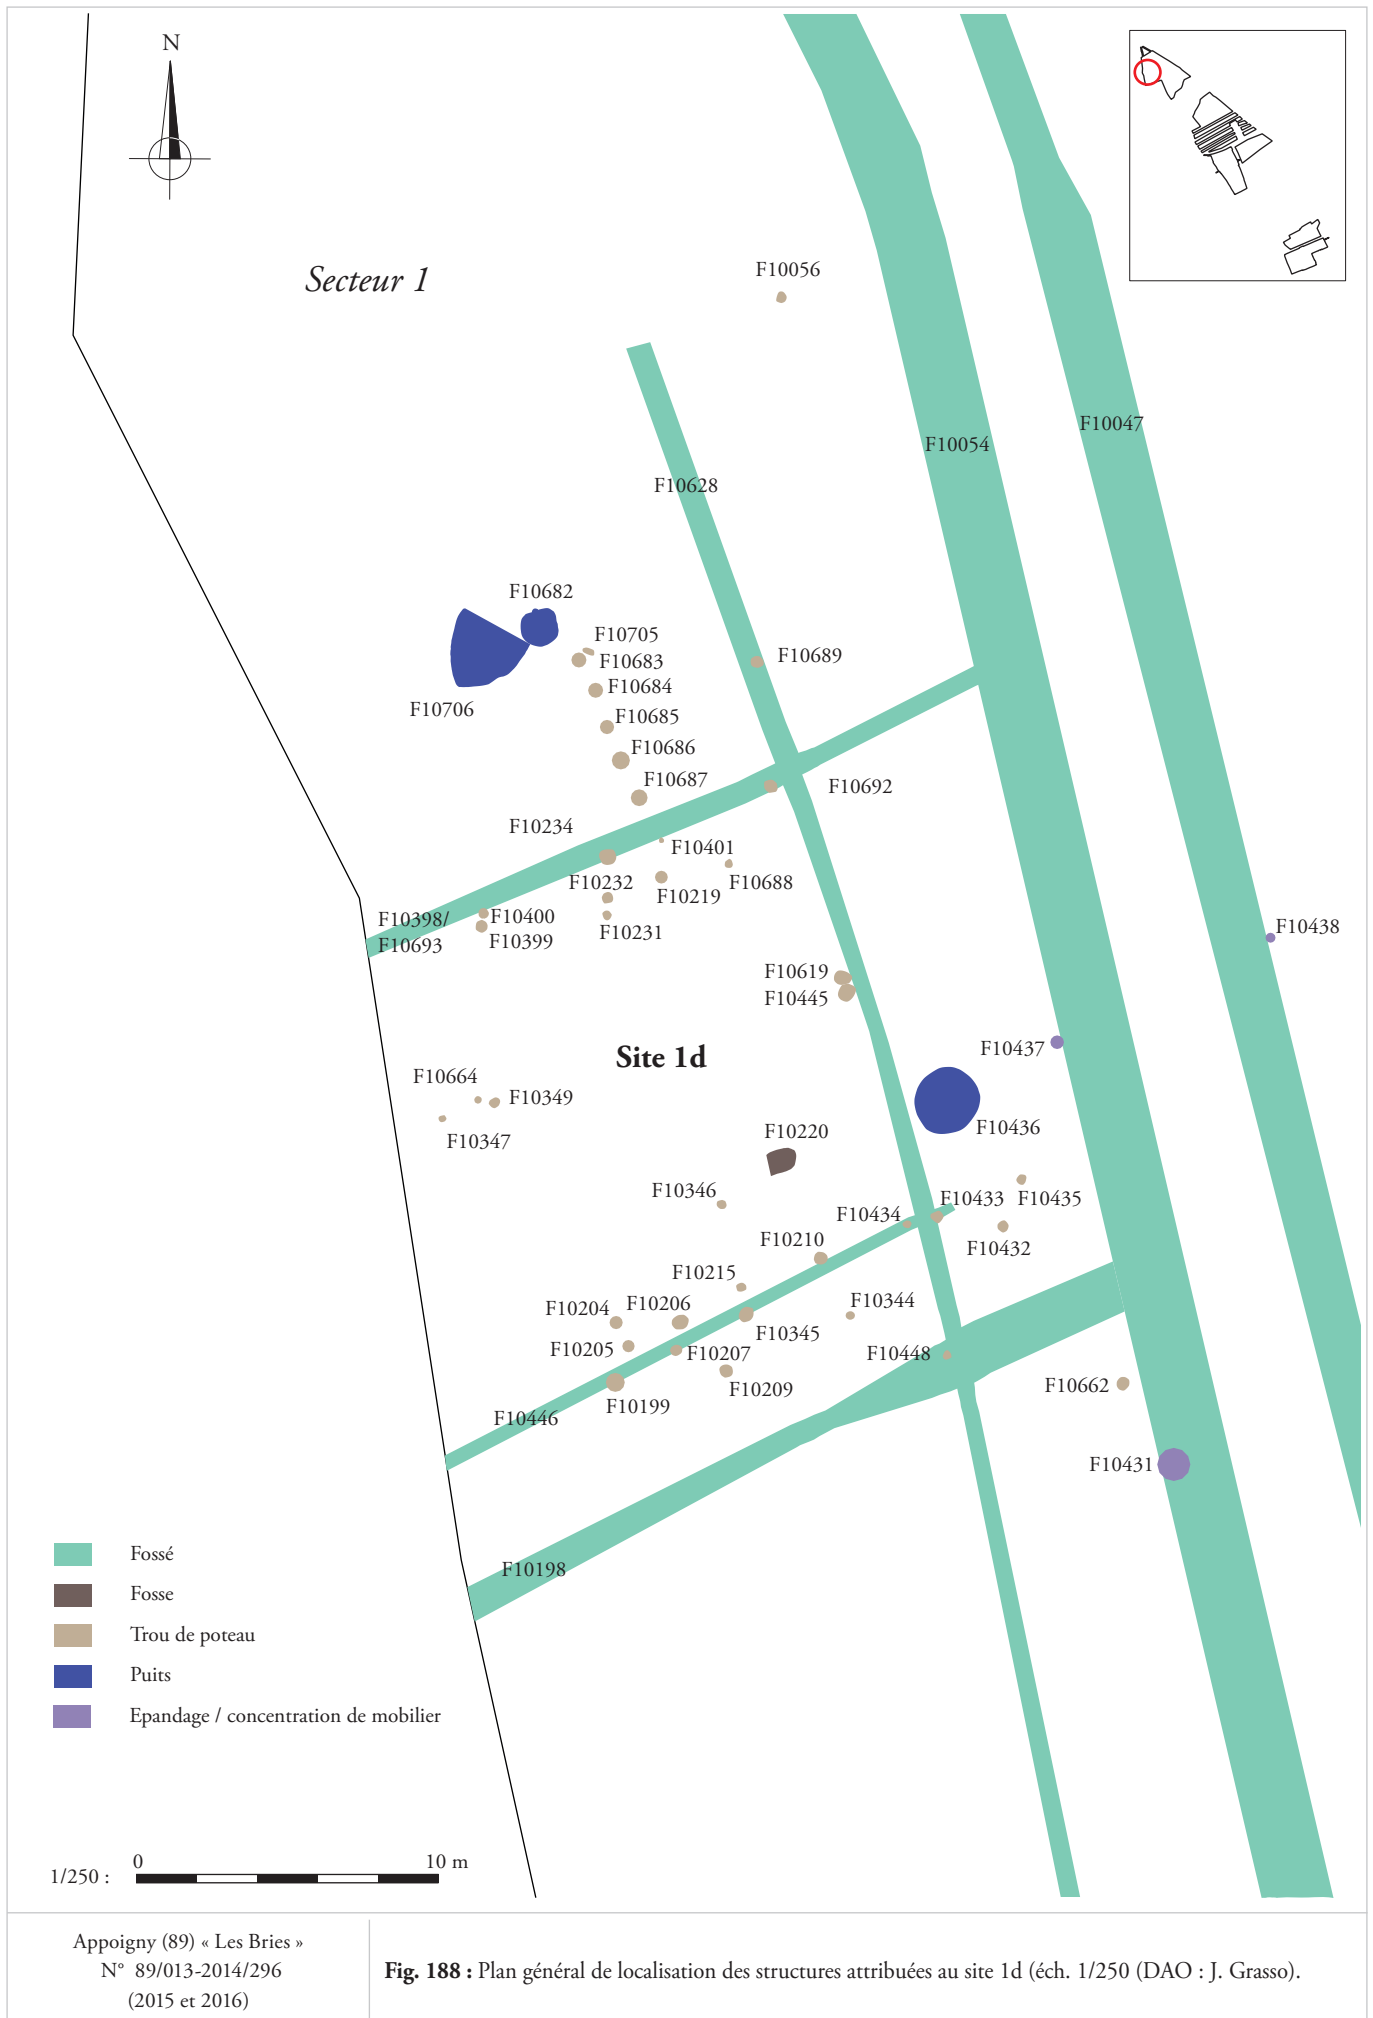 N
Secteur 1
F10056
F10047
F10054
F10628
F10682
F10705
F10689
F10683
F10684
F10706
F10685
F10686
F10687
F10692
F10234
F10401
F10232
F10688
F10219
F10398/
F10400
F10693
F10399
F10231
F10438
F10619
F10445
Site 1d
F10437
F10664
F10349
F10436
F10347
F10220
F10346
F10433
F10435
F10434
F10210
F10432
F10215
F10204
F10206
F10344
F10345
F10205
F10207
F10448
F10209
F10662
F10199
F10446
F10431
F10198
Fossé
Fosse
Trou de poteau
Puits
Epandage / concentration de mobilier
0 10 m
1/250 :
Appoigny (89) « Les Bries »
N° 89/013-2014/296
(2015 et 2016)
Fig. 188 : Plan général de localisation des structures attribuées au site 1d (éch. 1/250 (DAO : J. Grasso).